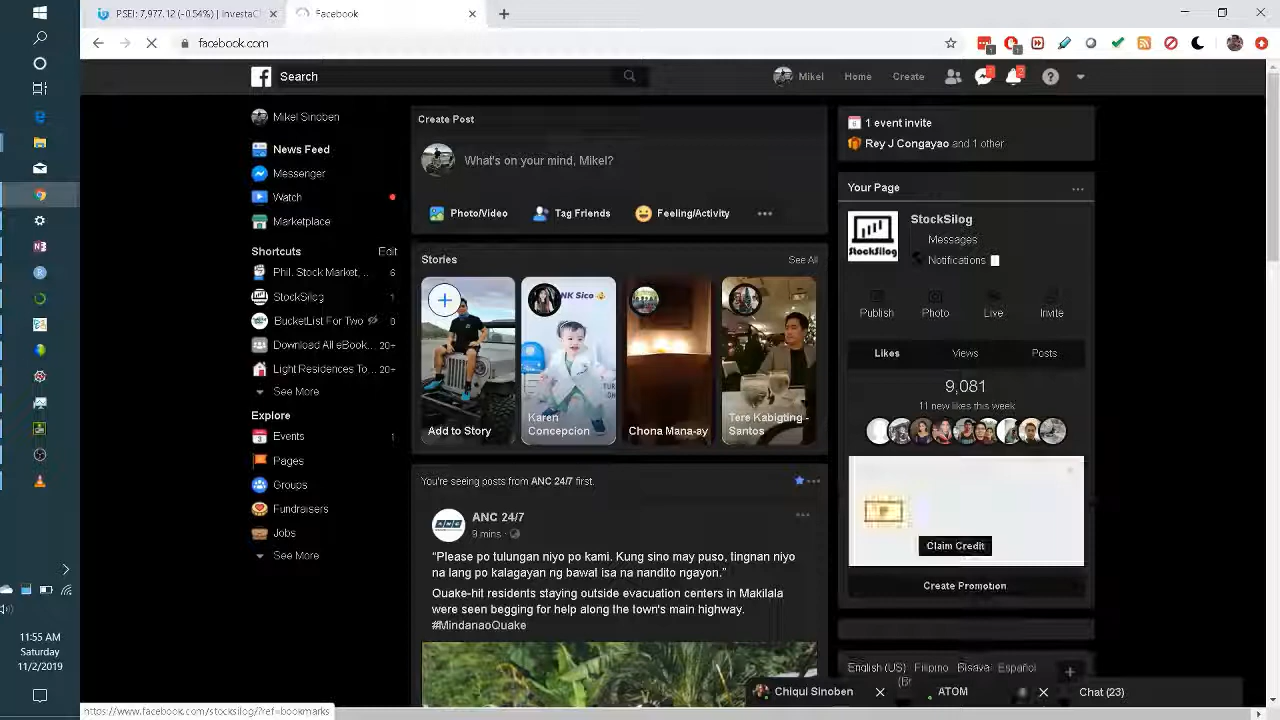 PSEI: 7,977.12 (-0.54%) | InvestaC
Facebook
facebook.com
Search
Mikel
Home
Create
Mikel Sinoben
News Feed
Messenger
Watch
Marketplace
Shortcuts
Edit
Phil. Stock Market, ..
6
StockSilog
1
BucketList For Two
0
Download All eBook...
20+
Light Residences To...
20+
See More
Explore
Events
1
Pages
Groups
Fundraisers
Jobs
See More
Create Post
What's on your mind, Mikel?
Photo/Video
Tag Friends
Feeling/Activity
Stories
See All
Add to Story
NK Sico
Karen
Concepcion
Chona Mana-ay
Tere Kabigting -
Santos
You're seeing posts from ANC 24/7 first.
ANC 24/7
9 mins
"Please po tulungan niyo po kami. Kung sino may puso, tingnan niyo
na lang po kalagayan ng bawal isa na nandito ngayon."
Quake-hit residents staying outside evacuation centers in Makilala
were seen begging for help along the town's main highway.
#MindanaoQuake
1 event invite
Rey J Congayao and 1 other
Your Page
StockSilog
StockSilog
Messages
Notifications
Publish
Photo
Live
Invite
Likes
Views
Posts
9,081
11 new likes this week
Claim Credit
Create Promotion
English (US) Filipino Bisaya Español
Chiqui Sinoben
ATOM
Chat (23)
11:55 AM
Saturday
11/2/2019
https://www.facebook.com/stocksilog/?ref=bookmarks